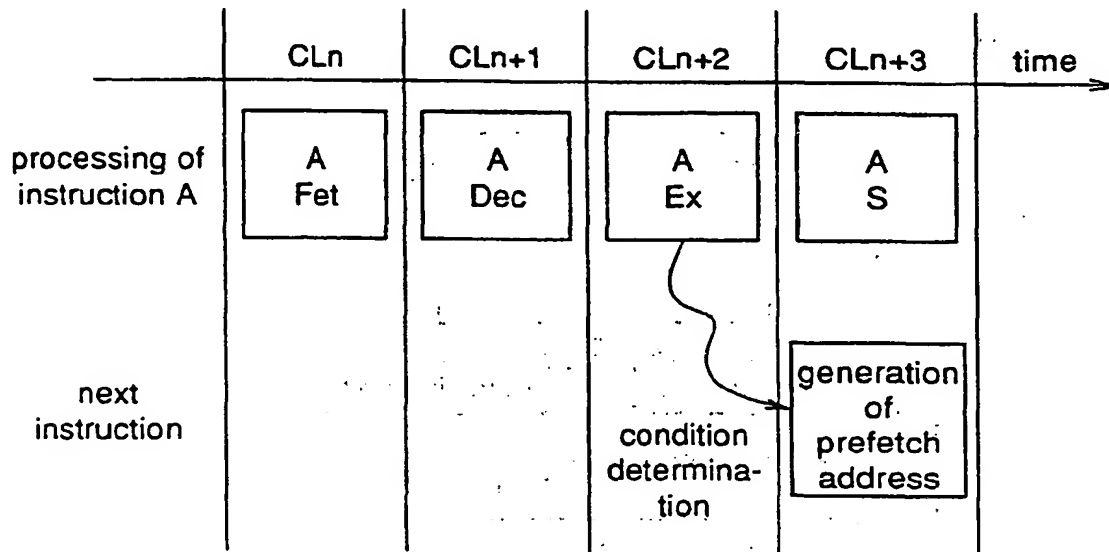 CLn CLn+1 CLn+2 CLn+3 time
processing of
instruction A
A
Fet
A
Dec
A
Ex
A
S
next
instruction
condition
determina-
tion
generation
of
prefetch
address